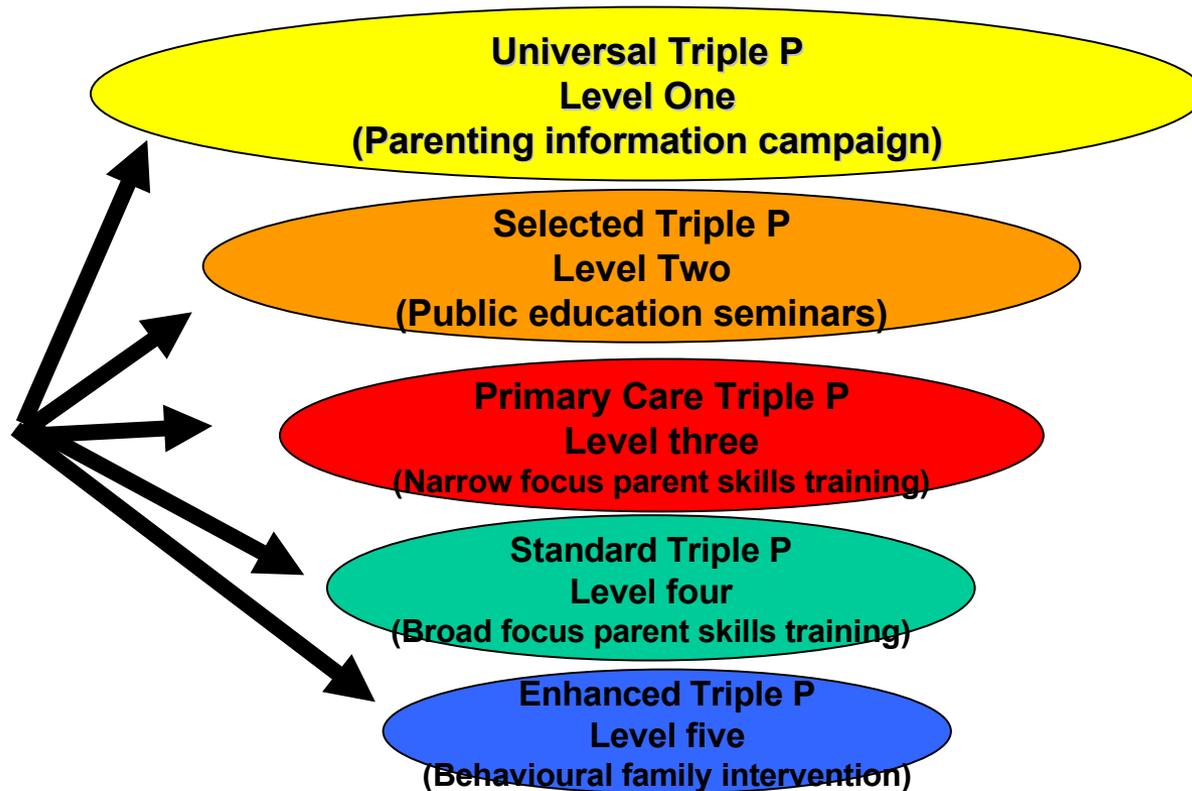 Universal Triple P
Level One
(Parenting information campaign)
Selected Triple P
Level Two
(Public education seminars)
Primary Care Triple P
Level three
(Narrow focus parent skills training)
Standard Triple P
Level four
(Broad focus parent skills training)
Enhanced Triple P
Level five
(Behavioural family intervention)